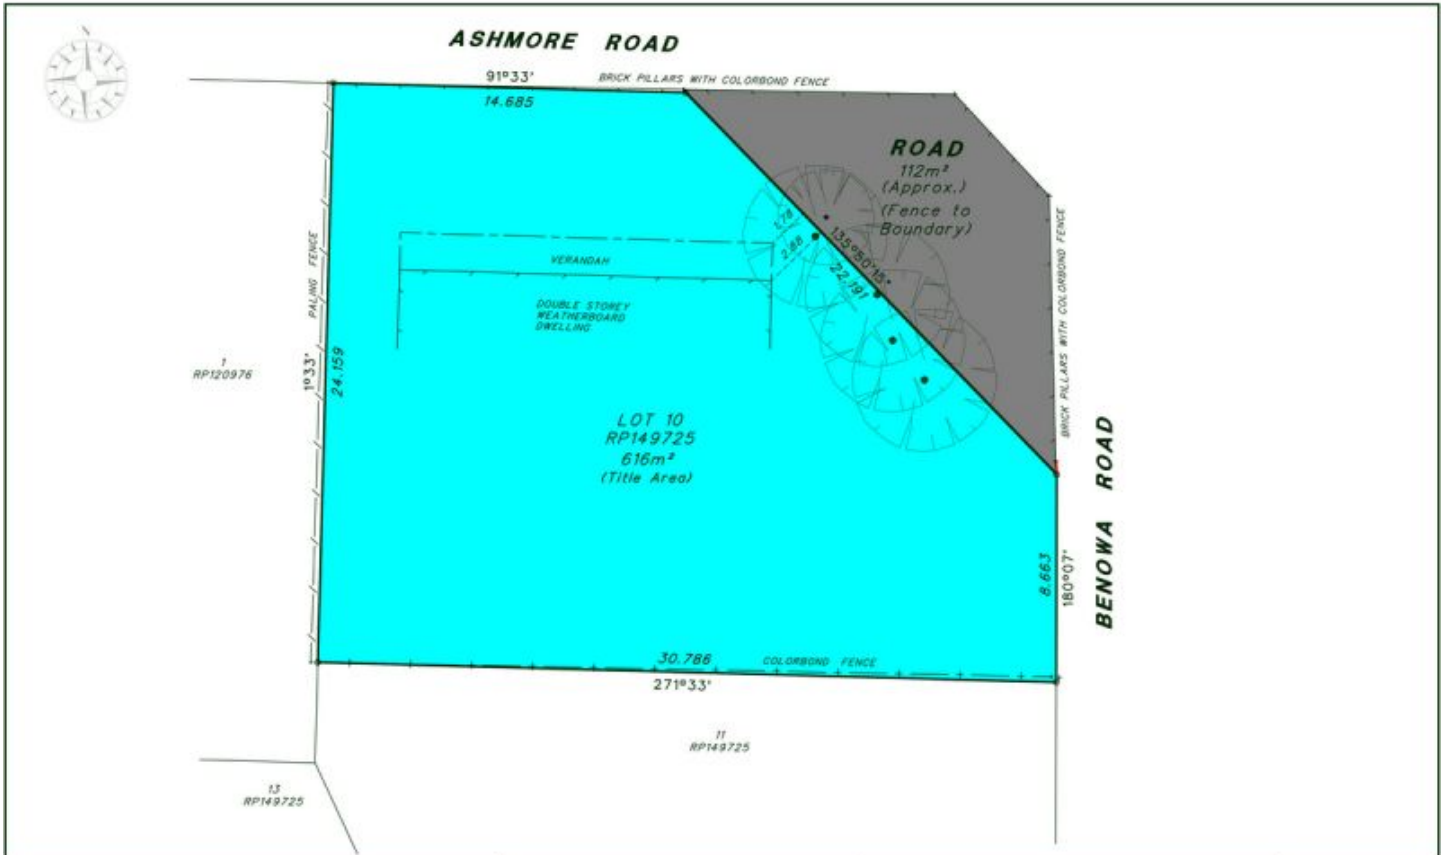 N
ASHMORE ROAD
91°33'
BRICK PILLARS WITH COLORBOND FENCE
14.685
ROAD
112m²
(Approx.)
(Fence to
Boundary)
1.78
2.88
135°50'15"
22.191
PALING FENCE
VERANDAH
DOUBLE STOREY
WEATHERBOARD
DWELLING
BRICK PILLARS WITH COLORBOND FENCE
1
RP120976
1°33'
24.159
LOT 10
RP149725
616m²
(Title Area)
BENOWA ROAD
8.663
180°07'
30.786
COLORBOND FENCE
271°33'
11
RP149725
13
RP149725